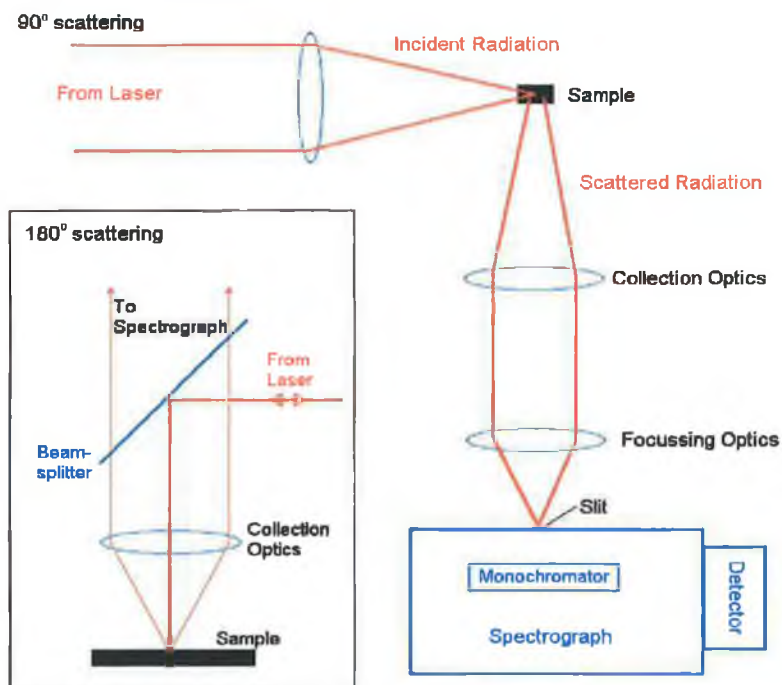 90° scattering
Incident Radiation
From Laser
Sample
Scattered Radiation
180° scattering
Collection Optics
To
Spectrograph
From
Laser
Beam-
splitter
Focussing Optics
Slit
Collection
Optics
Monochromator
Detector
Sample
Spectrograph